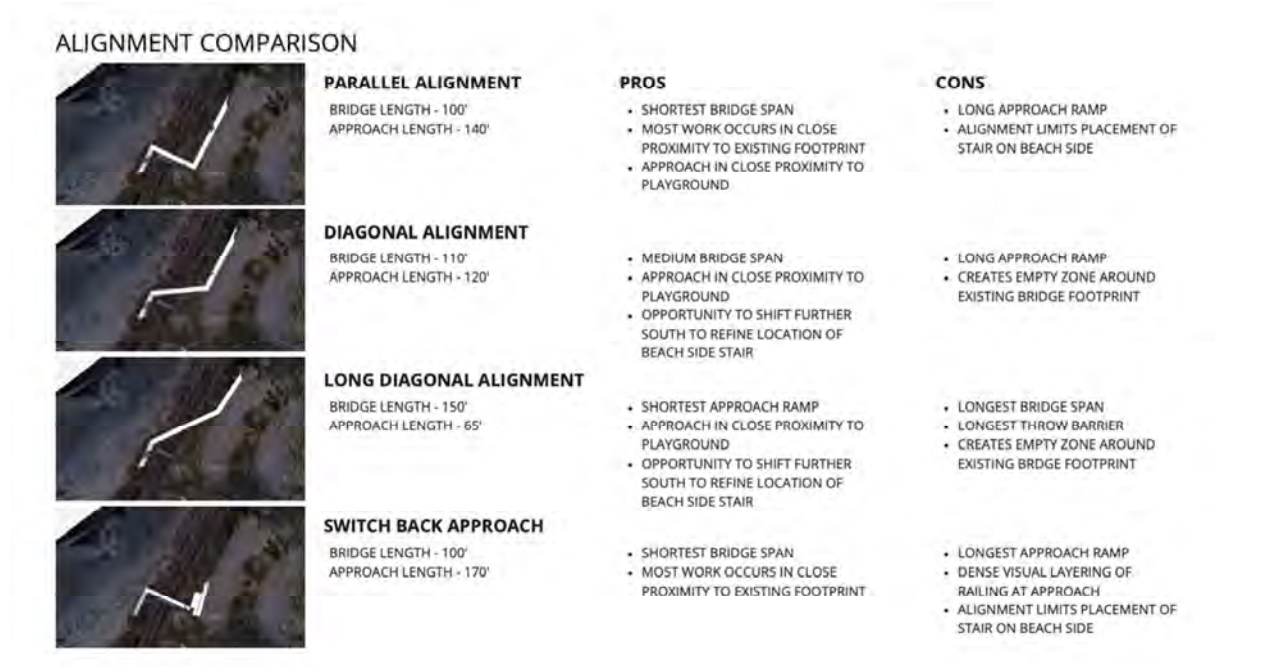 ALIGNMENT COMPARISON
PARALLEL ALIGNMENT
BRIDGE LENGTH - 100'
APPROACH LENGTH - 140'
PROS
• SHORTEST BRIDGE SPAN
• MOST WORK OCCURS IN CLOSE
PROXIMITY TO EXISTING FOOTPRINT
• APPROACH IN CLOSE PROXIMITY TO
PLAYGROUND
CONS
• LONG APPROACH RAMP
• ALIGNMENT LIMITS PLACEMENT OF
STAIR ON BEACH SIDE
DIAGONAL ALIGNMENT
BRIDGE LENGTH - 110'
APPROACH LENGTH - 120'
• MEDIUM BRIDGE SPAN
• APPROACH IN CLOSE PROXIMITY TO
PLAYGROUND
• OPPORTUNITY TO SHIFT FURTHER
SOUTH TO REFINE LOCATION OF
BEACH SIDE STAIR
• LONG APPROACH RAMP
• CREATES EMPTY ZONE AROUND
EXISTING BRIDGE FOOTPRINT
LONG DIAGONAL ALIGNMENT
BRIDGE LENGTH - 150'
APPROACH LENGTH - 65'
• SHORTEST APPROACH RAMP
• APPROACH IN CLOSE PROXIMITY TO
PLAYGROUND
• OPPORTUNITY TO SHIFT FURTHER
SOUTH TO REFINE LOCATION OF
BEACH SIDE STAIR
• LONGEST BRIDGE SPAN
• LONGEST THROW BARRIER
• CREATES EMPTY ZONE AROUND
EXISTING BRDGE FOOTPRINT
SWITCH BACK APPROACH
BRIDGE LENGTH - 100'
APPROACH LENGTH - 170'
• SHORTEST BRIDGE SPAN
• MOST WORK OCCURS IN CLOSE
PROXIMITY TO EXISTING FOOTPRINT
• LONGEST APPROACH RAMP
• DENSE VISUAL LAYERING OF
RAILING AT APPROACH
• ALIGNMENT LIMITS PLACEMENT OF
STAIR ON BEACH SIDE